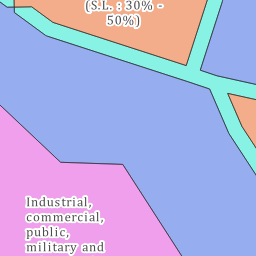 (S.L. : 30% -
50%)
Industrial,
commercial,
public,
military and